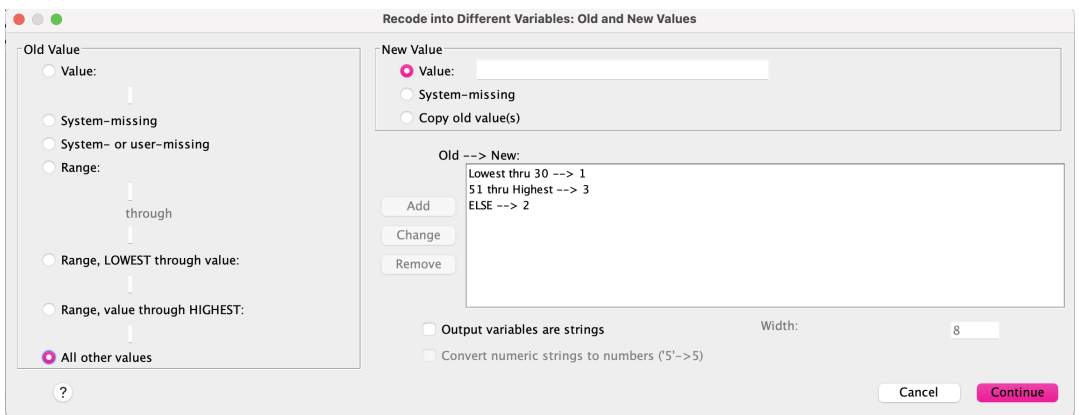 Recode into Different Variables: Old and New Values
Old Value
Value:
System-missing
System- or user-missing
Range:
through
Range, LOWEST through value:
Range, value through HIGHEST:
All other values
New Value
Value:
System-missing
Copy old value(s)
Old --> New:
Lowest thru 30 --> 1
51 thru Highest --> 3
ELSE --> 2
Add
Change
Remove
Output variables are strings
Width:
8
Convert numeric strings to numbers ('5'->5)
?
Cancel
Continue